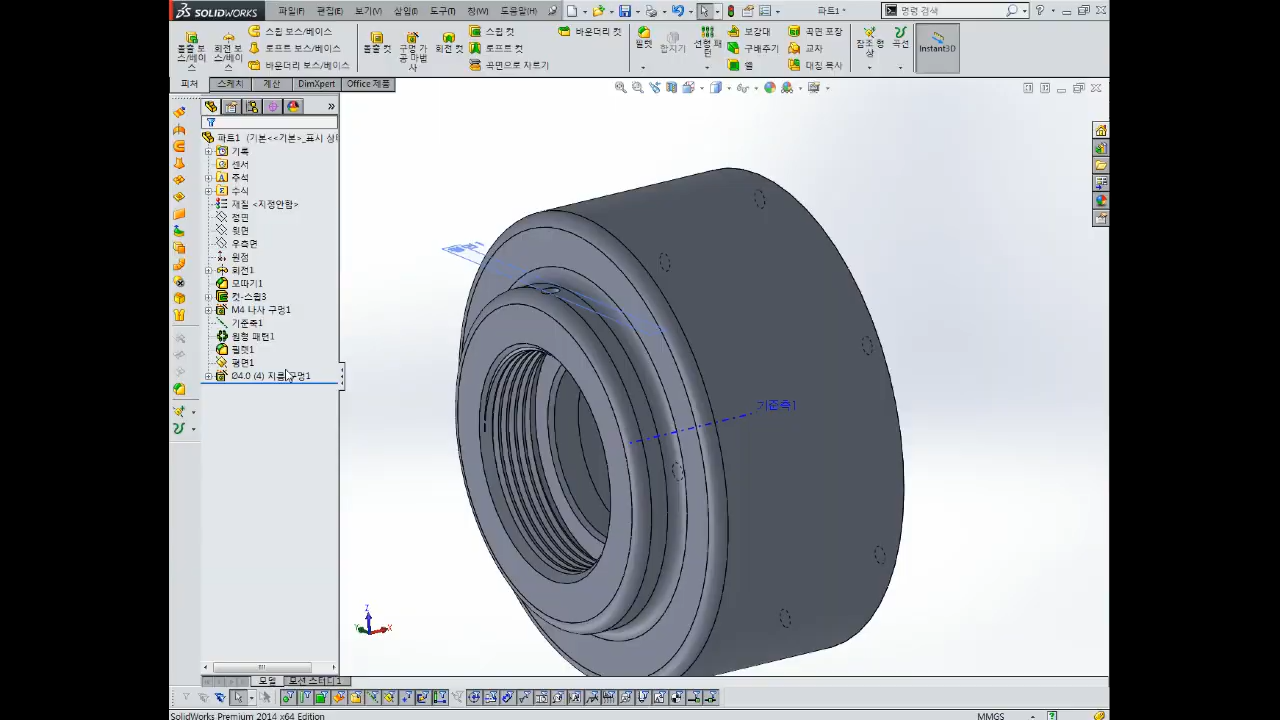 SOLIDWORKS 파일(F) 편집(E) 보기(V) 삽입(I) 도구(T) 창(W) 도움말(H) 파트1 * 명령 검색
돌출 보스/베이스
회전 보스/베이스
스윕 보스/베이스
로프트 보스/베이스
바운더리 보스/베이스
돌출 컷
구멍 가공 마법사
회전 컷
스윕 컷
로프트 컷
곡면으로 자르기
바운더리 컷
필렛
선형 패턴
보강대
구배주기
쉘
곡면 포장
교차
대칭 복사
참조 형상
곡선
Instant3D
피처 스케치 계산 DimXpert Office 제품
파트1 (기본<<기본>_표시 상태
기록
센서
주석
수식
재질 <지정안함>
정면
윗면
우측면
원점
회전1
모따기1
컷-스윕3
M4 나사 구멍1
기준축1
원형 패턴1
필렛1
평면1
Ø4.0 (4) 지름 구멍1
기준축1
Z
Y
X
모델 모션 스터디1
SolidWorks Premium 2014 x64 Edition MMGS